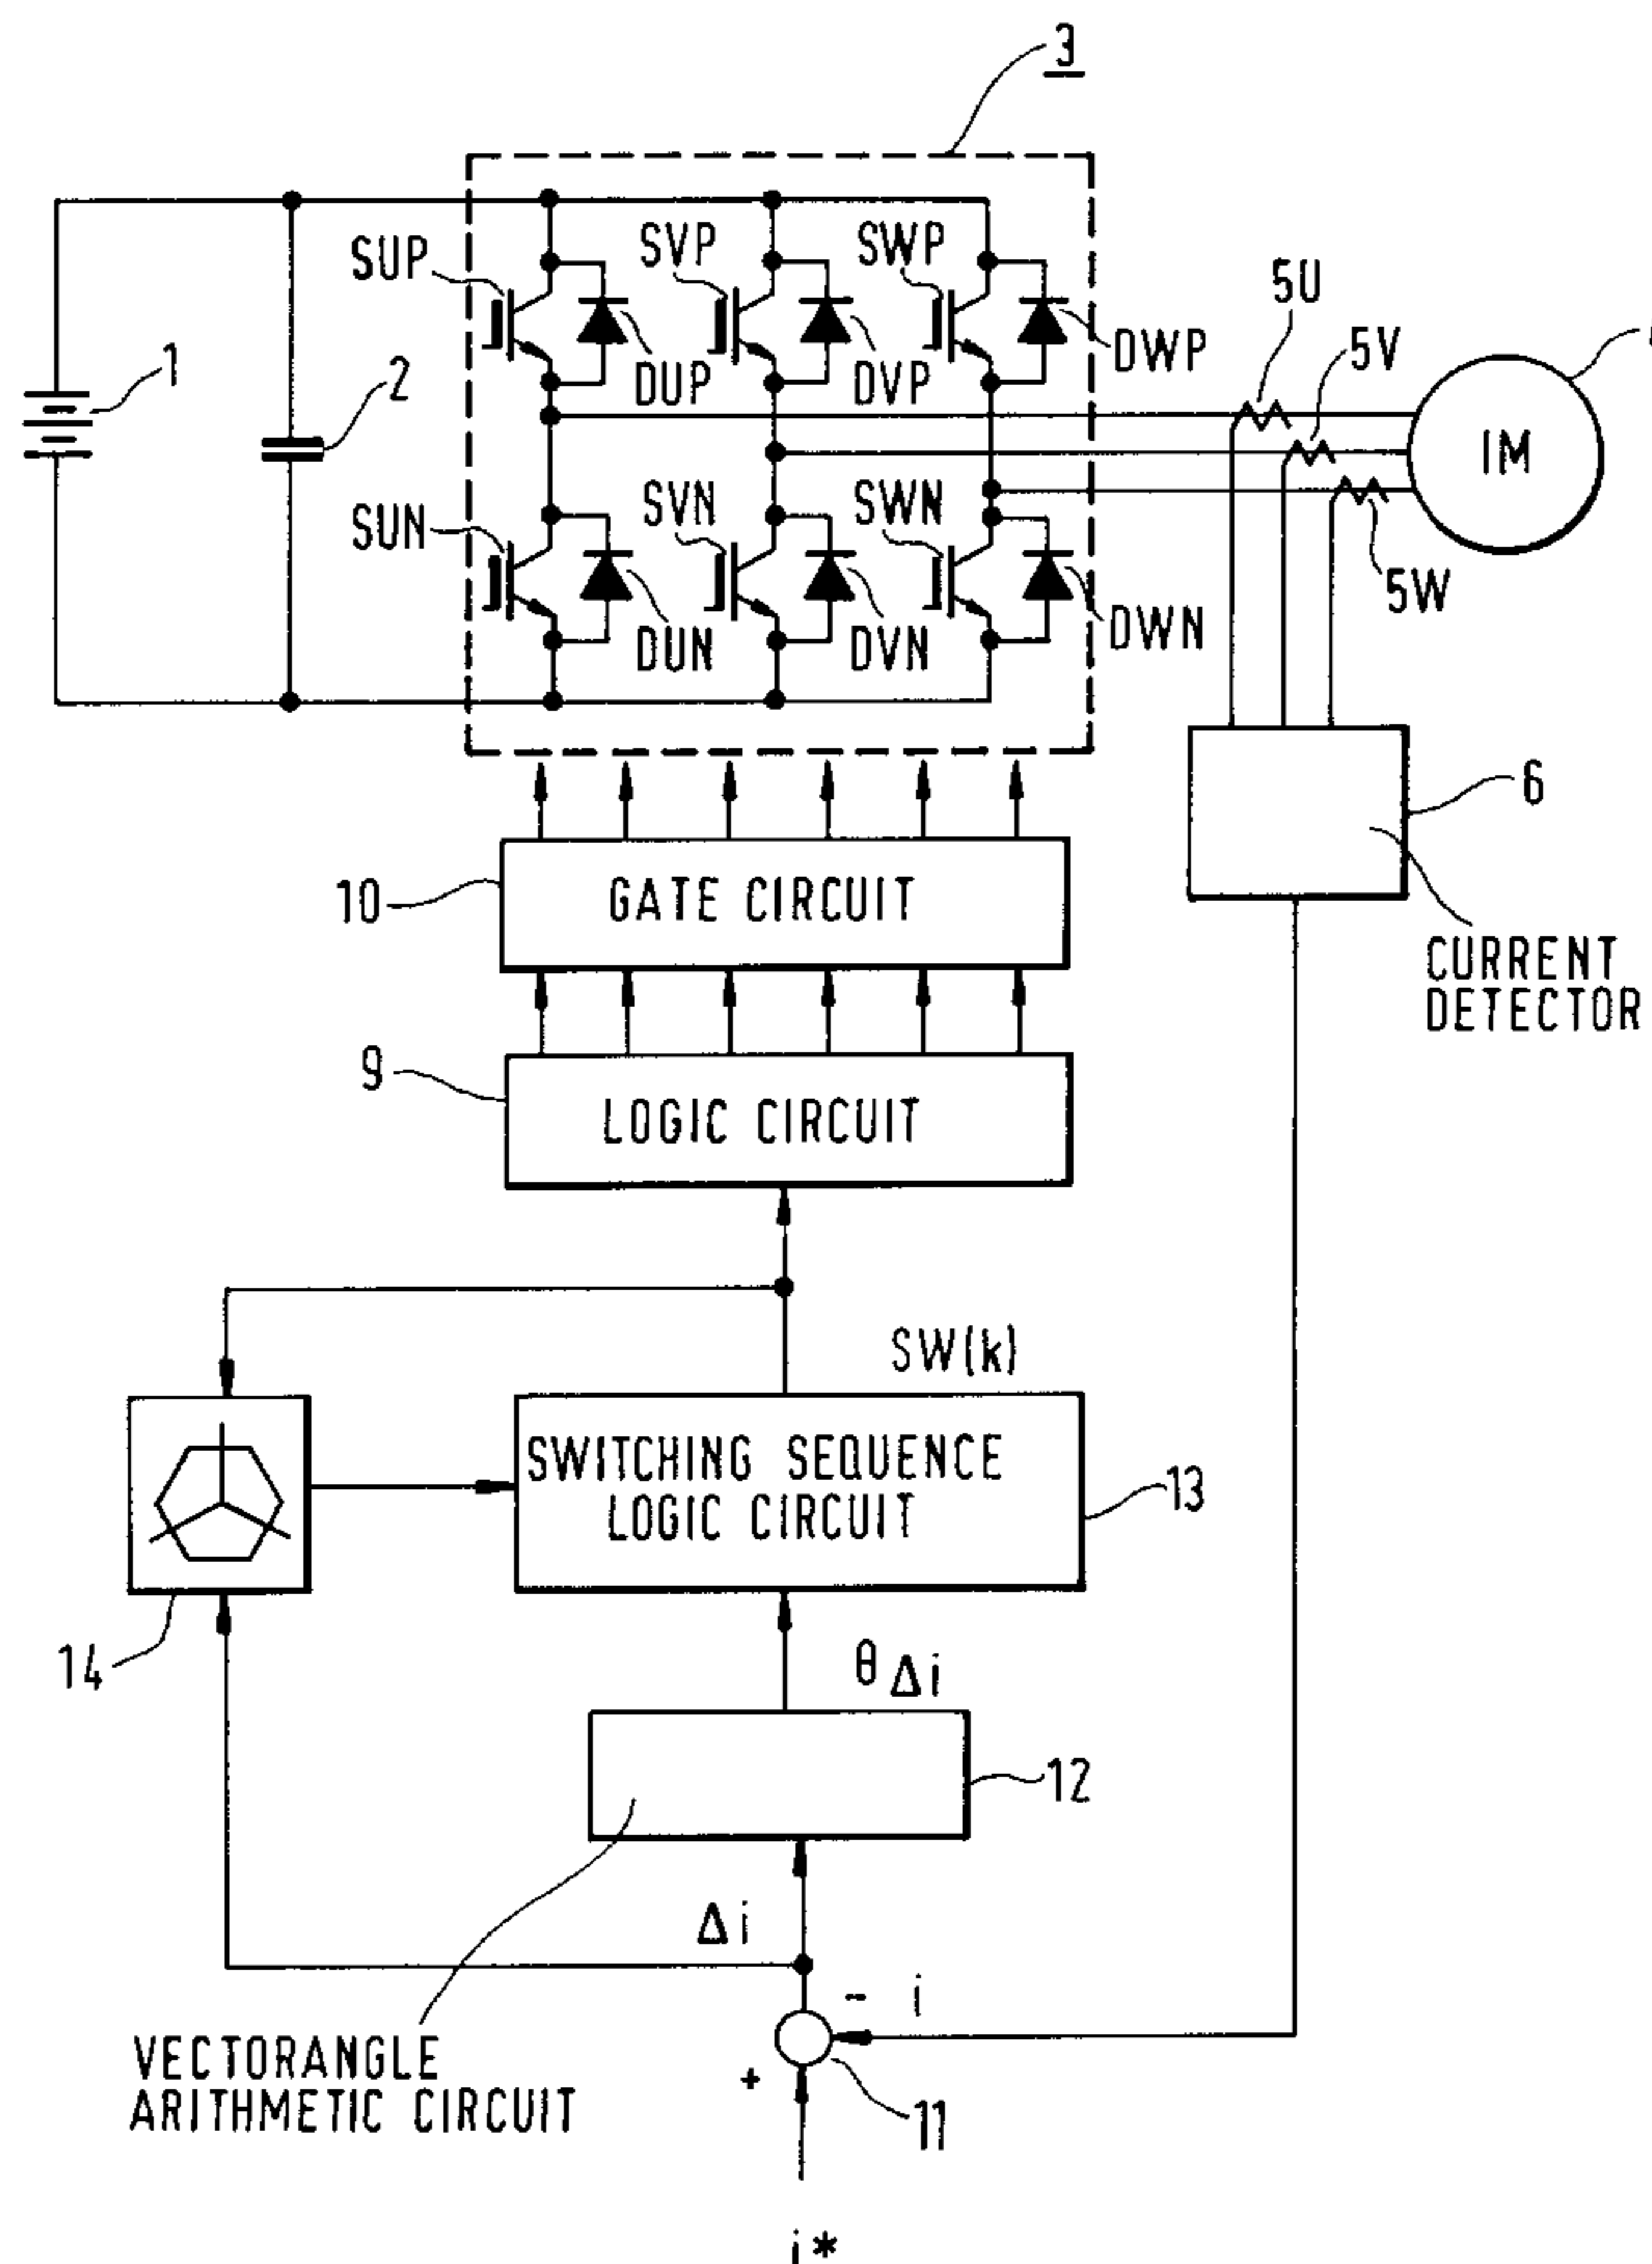 3
SUP
SVP
SWP
5U
5V
1
2
DUP
DVP
DWP
IM
SUN
SVN
SWN
5W
DUN
DVN
DWN
6
10
GATE CIRCUIT
CURRENT
DETECTOR
9
LOGIC CIRCUIT
SW(k)
SWITCHING SEQUENCE
LOGIC CIRCUIT
13
14
θΔi
12
Δi
- i
VECTORANGLE
ARITHMETIC CIRCUIT
+
11
i*